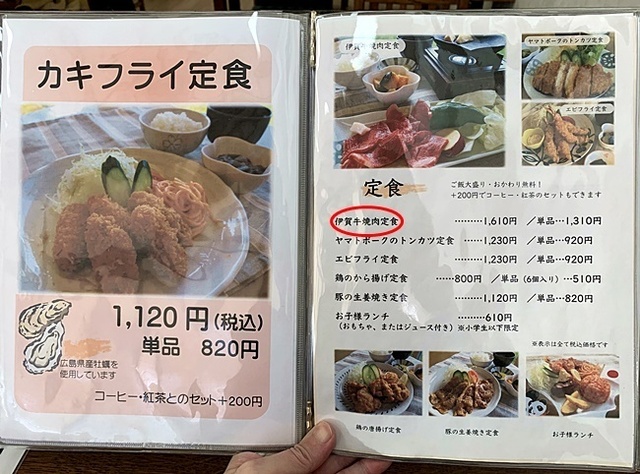 カキフライ定食
1,120円(税込)
単品 820円
広島県産牡蠣を
使用しています
コーヒー・紅茶とのセット+200円
伊賀牛焼肉定食
ヤマトポークのトンカツ定食
エビフライ定食
定食
ご飯大盛り・おかわり無料！
+200円でコーヒー・紅茶のセットもできます
伊賀牛焼肉定食 ………1,610円 ／単品…1,310円
ヤマトポークのトンカツ定食 ……1,230円 ／単品…920円
エビフライ定食 ………1,230円 ／単品…920円
鶏のから揚げ定食 ……800円 ／単品(6個入り)…510円
豚の生姜焼き定食 ………1,120円 ／単品…820円
お子様ランチ ………610円
(おもちゃ、またはジュース付き) ※小学生以下限定
※表示は全て税込価格です
鶏の唐揚げ定食
豚の生姜焼き定食
お子様ランチ